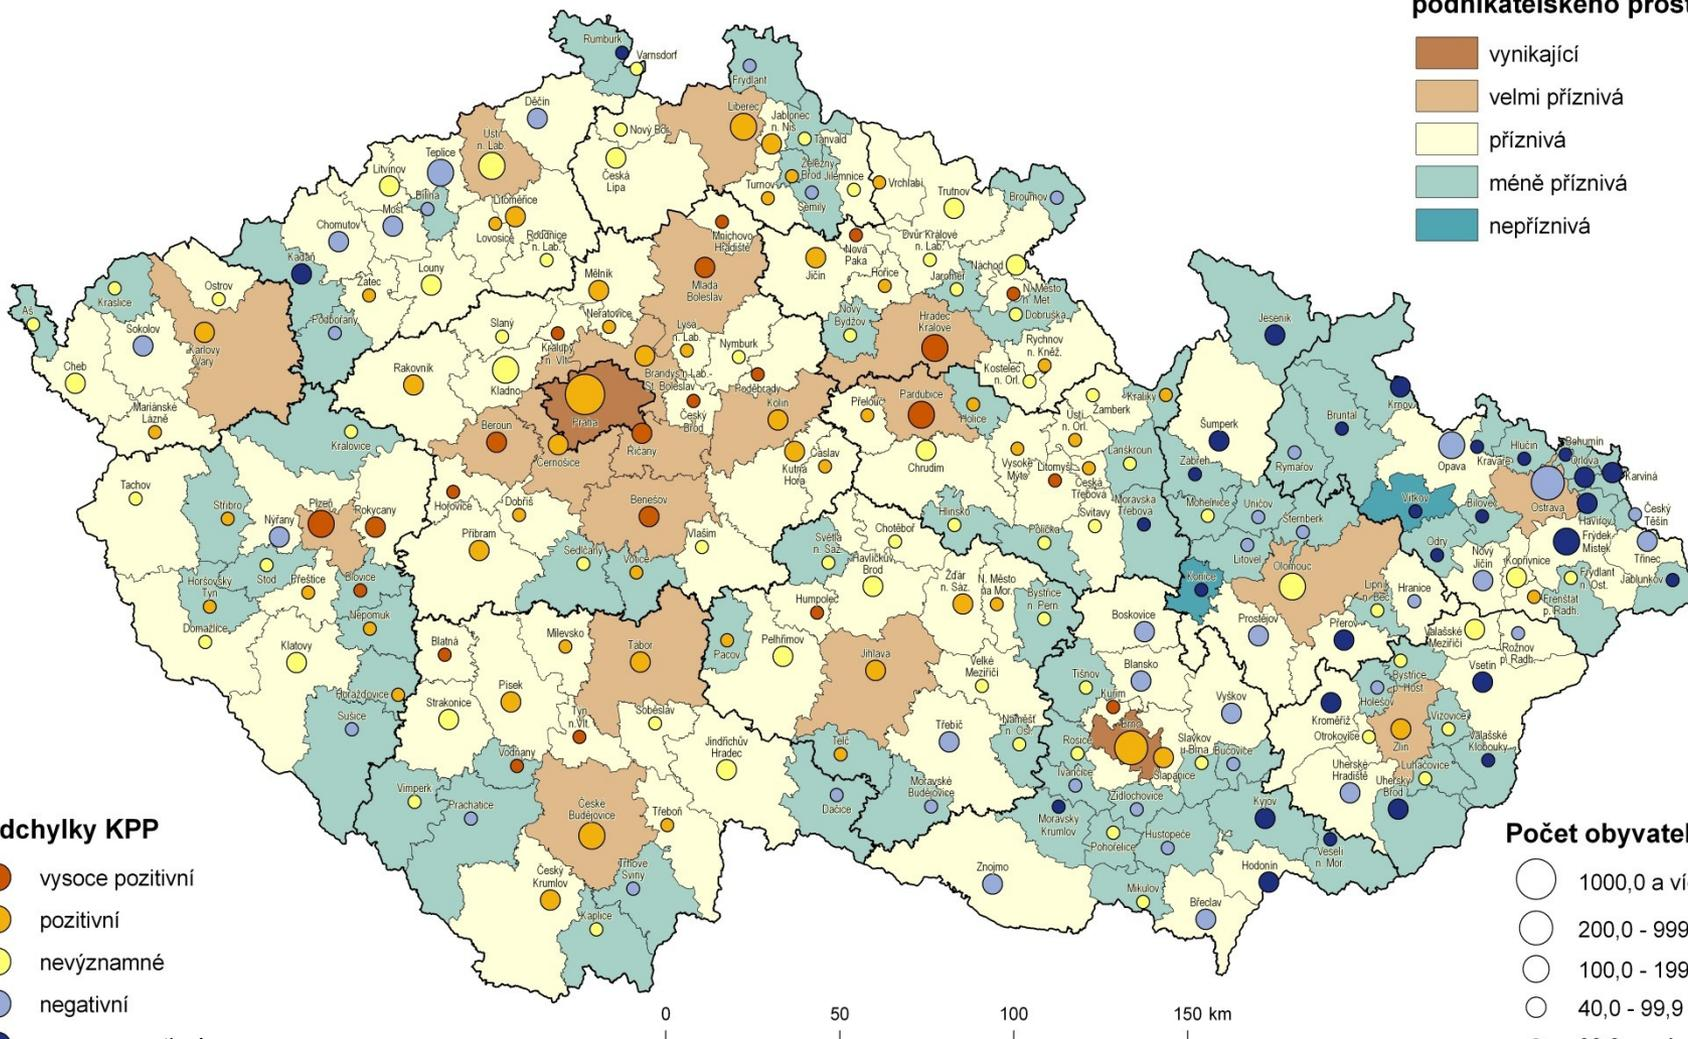 podnikatelského prost
vynikající
velmi příznivá
příznivá
méně příznivá
nepříznivá
Rumburk
Varnsdorf
Frýdlant
Děčín
Liberec
Jablonec
n. Nis
Nový Bor
Tanvald
Ústí
n. Lab.
Teplice
Litvínov
Česká
Lípa
Železný
Brod
Jilemnice
Vrchlabí
Turnov
Semily
Trutnov
Broumov
Bílina
Most
Litoměřice
Lovosice
Roudnice
n. Lab.
Chomutov
Kadaň
Louny
Žatec
Mnichovo
Hradiště
Mladá
Boleslav
Nová
Paka
Dvůr Králové
n. Lab.
Jičín
Hořice
Jaroměř
Náchod
N. Město
n. Met
Dobruška
Mělník
Neratovice
Kraslice
Ostrov
Aš
Sokolov
Karlovy
Vary
Cheb
Mariánské
Lázně
Podbořany
Slaný
Kralupy
n. Vlt.
Lysá
n. Lab.
Nymburk
Nový
Bydžov
Hradec
Králové
Rychnov
n. Kněž.
Kostelec
n. Orl.
Jeseník
Rakovník
Kladno
Brandýs n. Lab.-
St. Boleslav
Poděbrady
Praha
Český
Brod
Kolín
Přelouč
Pardubice
Holice
Ústí
n. Orl.
Žamberk
Králíky
Šumperk
Bruntál
Krnov
Kralovice
Beroun
Černošice
Říčany
Kutná
Hora
Čáslav
Chrudim
Vysoké
Mýto
Litomyšl
Česká
Třebová
Lanškroun
Zábřeh
Rýmařov
Opava
Kravaře
Hlučín
Bohumín
Orlová
Karviná
Tachov
Stříbro
Plzeň
Rokycany
Nýřany
Hořovice
Dobříš
Příbram
Benešov
Vlašim
Sedlčany
Votice
Světlá
n. Sáz.
Chotěboř
Havlíčkův
Brod
Hlinsko
Polička
Svitavy
Moravská
Třebová
Mohelnice
Uničov
Šternberk
Litovel
Olomouc
Vítkov
Bílovec
Ostrava
Havířov
Český
Těšín
Frýdek
Místek
Třinec
Jablunkov
Odry
Nový
Jičín
Kopřivnice
Frýdlant
n. Ost.
Frenštát
p. Radh.
Horšovský
Týn
Stod
Přeštice
Blovice
Nepomuk
Domažlice
Klatovy
Blatná
Milevsko
Tábor
Pacov
Humpolec
Pelhřimov
Jihlava
Žďár
n. Sáz.
N. Město
na Mor.
Bystřice
n. Pern.
Boskovice
Konice
Prostějov
Lipník
n. Beč
Hranice
Přerov
Valašské
Meziříčí
Rožnov
p. Radh.
Vsetín
Bystřice
p. Host
Holešov
Horažďovice
Sušice
Strakonice
Písek
Týn
n. Vlt.
Soběslav
Jindřichův
Hradec
Velké
Meziříčí
Třebíč
Náměšť
n. Osl.
Tišnov
Blansko
Kuřim
Brno
Rosice
Vyškov
Slavkov
u Brna
Bučovice
Šlapanice
Kroměříž
Otrokovice
Zlín
Vizovice
Valašské
Klobouky
Luhačovice
Uherské
Hradiště
Uherský
Brod
Vodňany
Vimperk
Prachatice
České
Budějovice
Třeboň
Telč
Dačice
Moravské
Budějovice
Ivančice
Moravský
Krumlov
Židlochovice
Pohořelice
Hustopeče
Kyjov
Veselí
n. Mor.
Český
Krumlov
Trhové
Sviny
Kaplice
Znojmo
Mikulov
Břeclav
Hodonín
dchylky KPP
vysoce pozitivní
pozitivní
nevýznamné
negativní
Počet obyvatel
1000,0 a ví
200,0 - 999
100,0 - 199
40,0 - 99,9
0
50
100
150 km